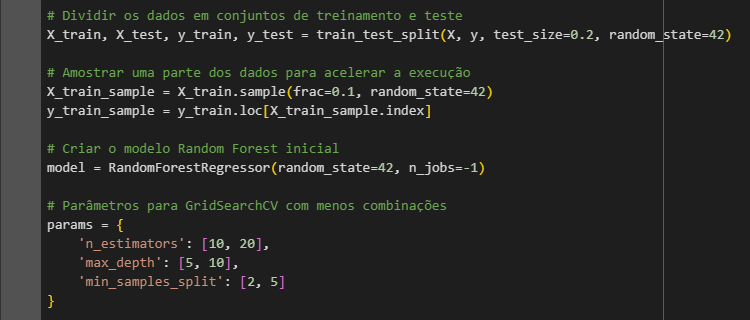 # Dividir os dados em conjuntos de treinamento e teste
X_train, X_test, y_train, y_test = train_test_split(X, y, test_size=0.2, random_state=42)
# Amostrar uma parte dos dados para acelerar a execução
X_train_sample = X_train.sample(frac=0.1, random_state=42)
y_train_sample = y_train.loc[X_train_sample.index]
# Criar o modelo Random Forest inicial
model = RandomForestRegressor(random_state=42, n_jobs=-1)
# Parâmetros para GridSearchCV com menos combinações
params = {
    'n_estimators': [10, 20],
    'max_depth': [5, 10],
    'min_samples_split': [2, 5]
}